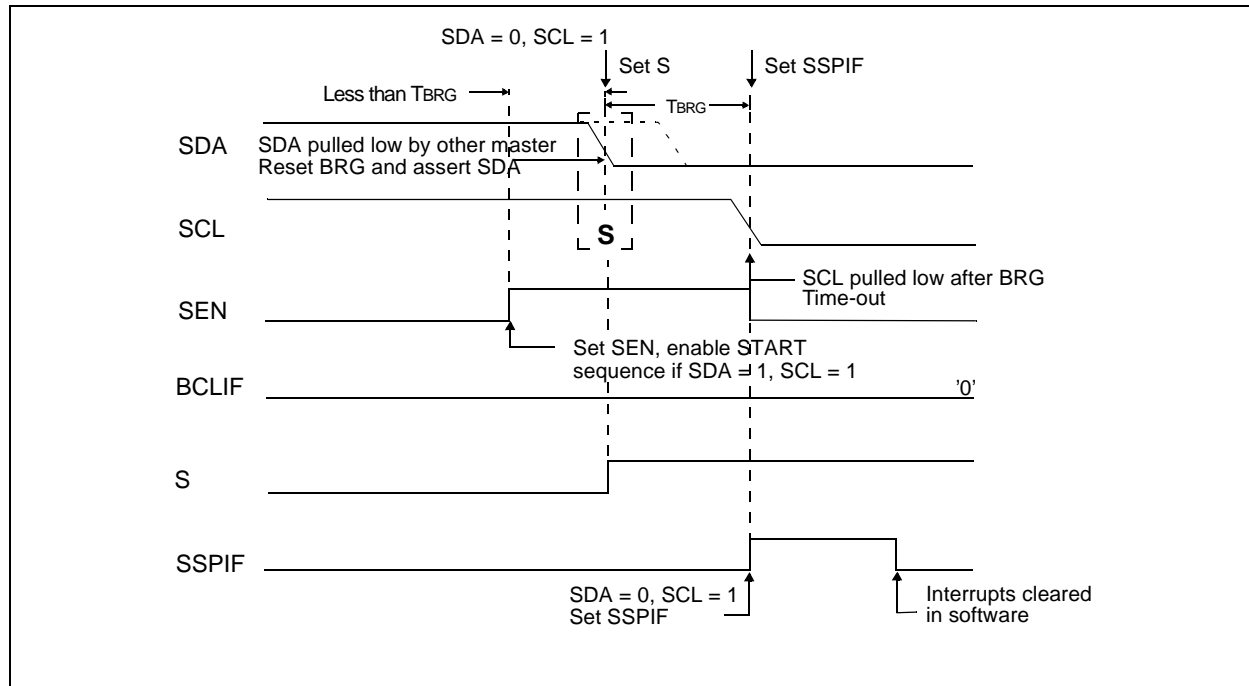 SDA = 0, SCL = 1
Set S
Set SSPIF
Less than TBRG
TBRG
SDA
SDA pulled low by other master
Reset BRG and assert SDA
SCL
S
SCL pulled low after BRG
Time-out
SEN
Set SEN, enable START
sequence if SDA = 1, SCL = 1
BCLIF
'0'
S
SSPIF
SDA = 0, SCL = 1
Set SSPIF
Interrupts cleared
in software